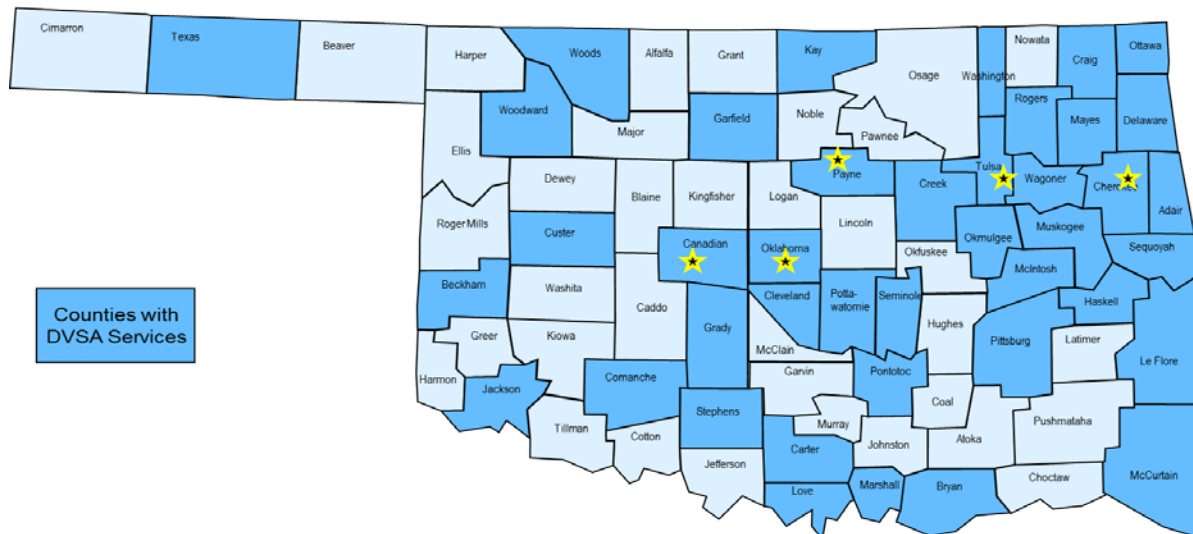 Cimarron
Texas
Beaver
Harper
Woods
Alfalfa
Grant
Kay
Osage
Washington
Nowata
Craig
Ottawa
Woodward
Major
Garfield
Noble
Pawnee
Rogers
Mayes
Delaware
Ellis
Dewey
Blaine
Kingfisher
Logan
Payne
Creek
Tulsa
Wagoner
Cherokee
Adair
Roger Mills
Custer
Canadian
Oklahoma
Lincoln
Okfuskee
Okmulgee
Muskogee
Sequoyah
Beckham
Washita
Caddo
Grady
Cleveland
Potta-
watomie
Seminole
Hughes
McIntosh
Haskell
Counties with
DVSA Services
Greer
Kiowa
McClain
Pittsburg
Latimer
Le Flore
Harmon
Jackson
Comanche
Stephens
Garvin
Pontotoc
Coal
Pushmataha
Tillman
Cotton
Jefferson
Carter
Murray
Johnston
Atoka
Choctaw
McCurtain
Love
Marshall
Bryan